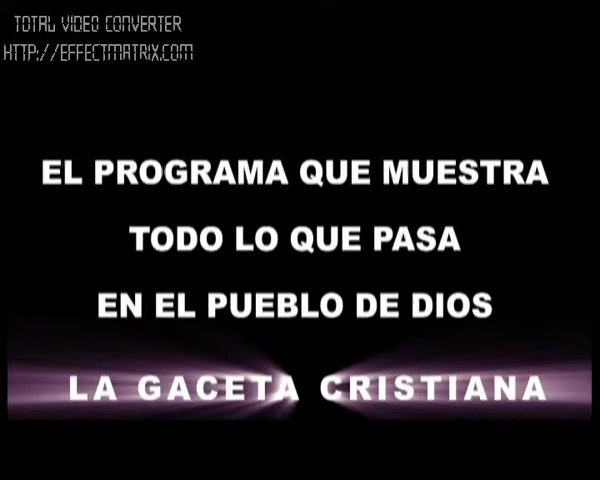 TOTAL VIDEO CONVERTER
HTTP://EFFECTMATRIX.COM
EL PROGRAMA QUE MUESTRA
TODO LO QUE PASA
EN EL PUEBLO DE DIOS
LA GACETA CRISTIANA